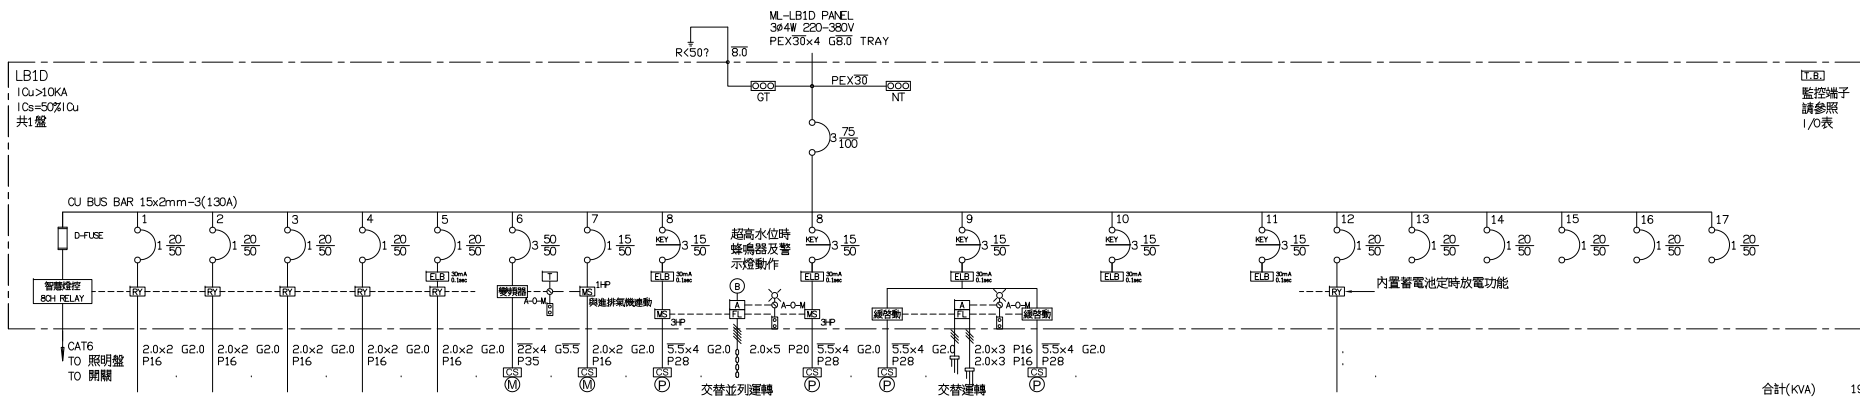 ML-LB1D PANEL
3ø4W 220-380V
PEX30x4 G8.0 TRAY
R<50?
8.0
LB1D
ICu>10KA
ICs=50%ICu
共1盤
GT
PEX30
NT
T.B.
監控端子
請參照
I/O表
3 75
100
CU BUS BAR 15x2mm-3(130A)
D-FUSE
1
2
3
4
5
6
7
8
8
9
10
11
12
13
14
15
16
17
1 20
50
1 20
50
1 20
50
1 20
50
1 20
50
3 50
50
1 15
50
KEY
3 15
50
超高水位時
蜂鳴器及警
示燈動作
KEY
3 15
50
KEY
3 15
50
KEY
3 15
50
KEY
3 15
50
1 20
50
1 20
50
1 20
50
1 20
50
1 20
50
1 20
50
ELB 30mA
0.1sec
T
ELB 30mA
0.1sec
ELB 30mA
0.1sec
ELB 30mA
0.1sec
ELB 30mA
0.1sec
ELB 30mA
0.1sec
智慧燈控
8CH RELAY
RY
RY
RY
RY
RY
變頻器
A-O-M
MS
1HP
與進排氣機連動
MS
3HP
B
A
FL
A-O-M
MS
3HP
緩啓動
A
FL
A-O-M
緩啓動
RY
內置蓄電池定時放電功能
CAT6
TO 照明盤
TO 開關
2.0x2 G2.0
P16
2.0x2 G2.0
P16
2.0x2 G2.0
P16
2.0x2 G2.0
P16
2.0x2 G2.0
P16
22x4 G5.5
P35
2.0x2 G2.0
P16
5.5x4 G2.0
P28
2.0x5 P20
5.5x4 G2.0
P28
5.5x4 G2.0
P28
2.0x3 P16
2.0x3 P16
5.5x4 G2.0
P28
CS
M
CS
M
CS
P
CS
P
CS
P
CS
P
交替並列運轉
交替運轉
合計(KVA)
19